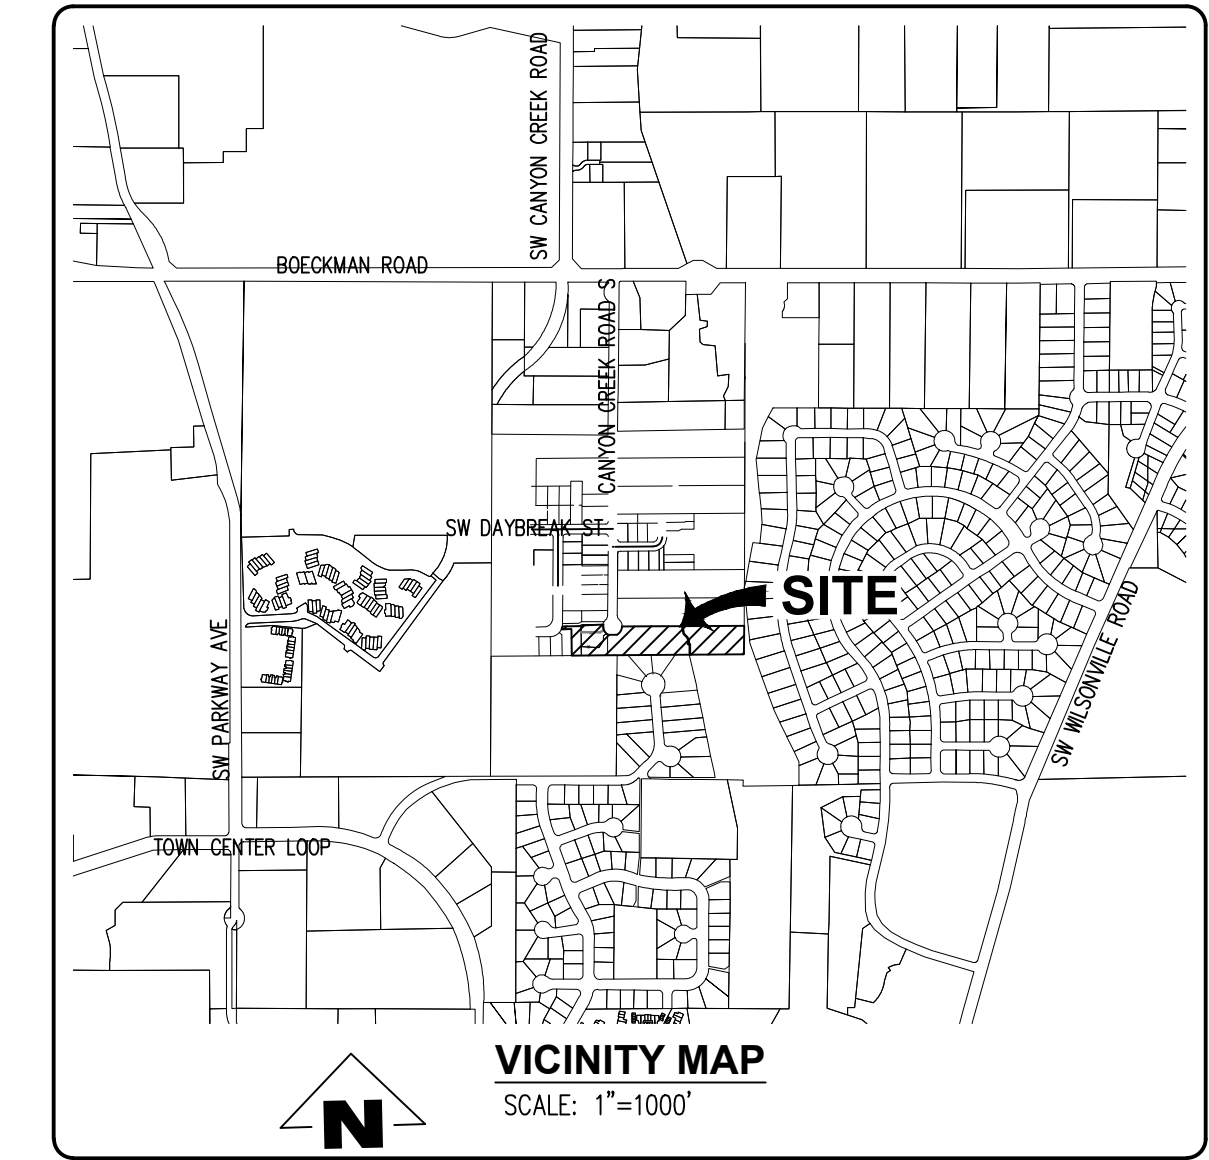 SW CANYON CREEK ROAD
BOECKMAN ROAD
CANYON CREEK ROAD S
SW DAYBREAK ST
SITE
SW PARKWAY AVE
SW WILSONVILLE ROAD
TOWN CENTER LOOP
VICINITY MAP
SCALE: 1"=1000'
N